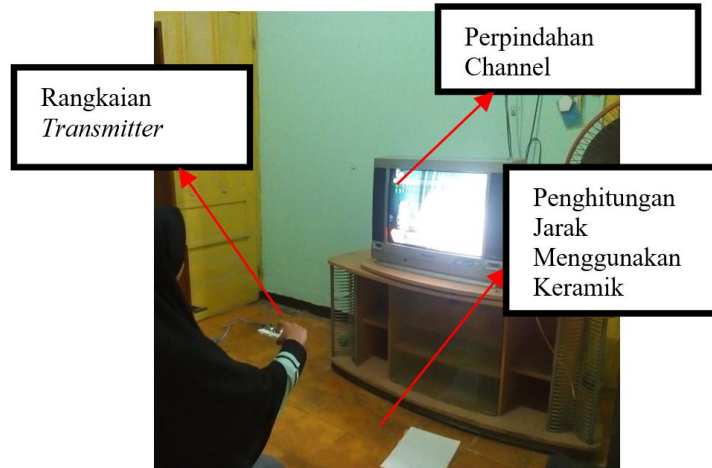 Perpindahan
Channel
Rangkaian
Transmitter
Penghitungan
Jarak
Menggunakan
Keramik